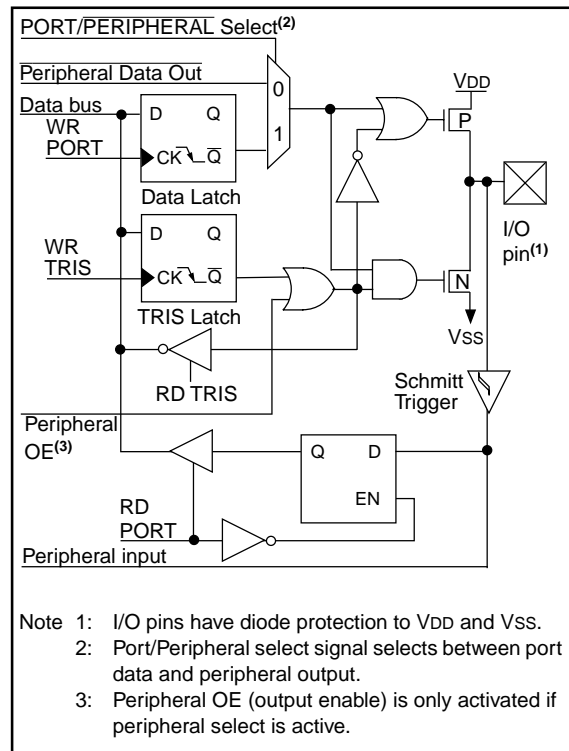 PORT/PERIPHERAL Select(2)
Peripheral Data Out
Data bus
WR
PORT
D Q
CK Q
Data Latch
0
1
VDD
P
I/O
pin(1)
WR
TRIS
D Q
CK Q
TRIS Latch
N
VSS
RD TRIS
Schmitt
Trigger
Peripheral
OE(3)
Q D
EN
RD
PORT
Peripheral input
Note 1: I/O pins have diode protection to VDD and VSS.
2: Port/Peripheral select signal selects between port
data and peripheral output.
3: Peripheral OE (output enable) is only activated if
peripheral select is active.